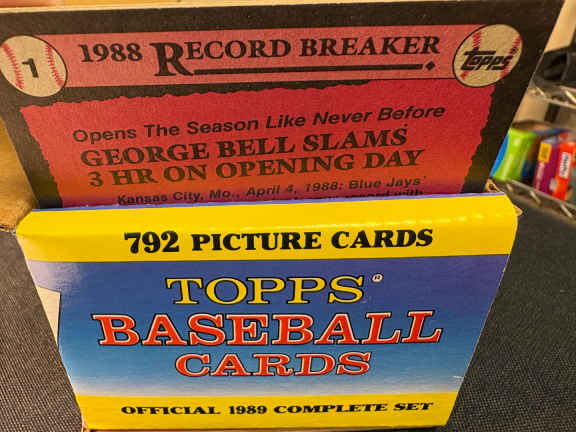 1
1988 RECORD BREAKER
Topps
Opens The Season Like Never Before
GEORGE BELL SLAMS
3 HR ON OPENING DAY
Kansas City, Mo., April 4, 1988: Blue Jays'
792 PICTURE CARDS
TOPPS®
BASEBALL
CARDS
OFFICIAL 1989 COMPLETE SET